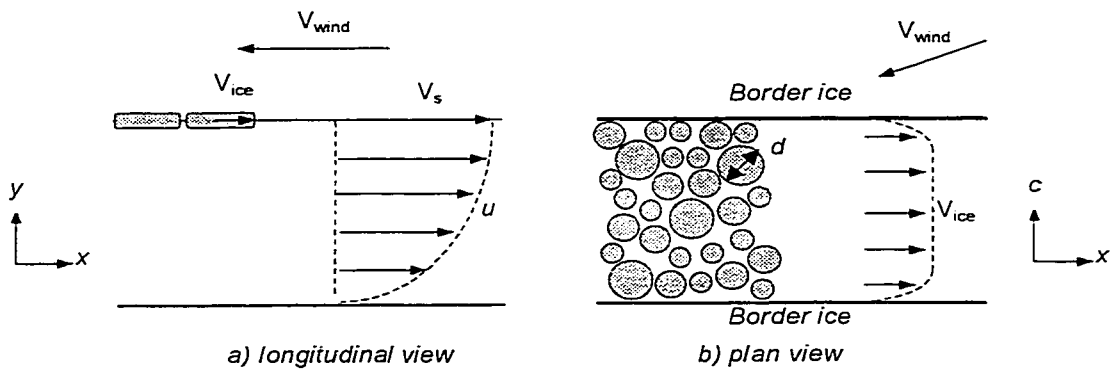 V_wind
V_ice
V_s
y
u
x
a) longitudinal view
V_wind
Border ice
d
c
V_ice
x
Border ice
b) plan view